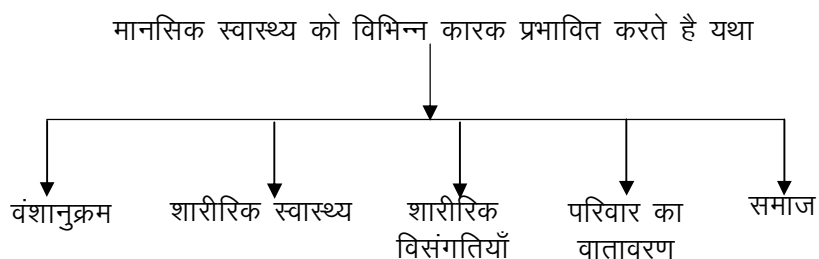 मानसिक स्वास्थ्य को विभिन्न कारक प्रभावित करते है यथा
वंशानुक्रम
शारीरिक स्वास्थ्य
शारीरिक
विसंगतियाँ
परिवार का
वातावरण
समाज